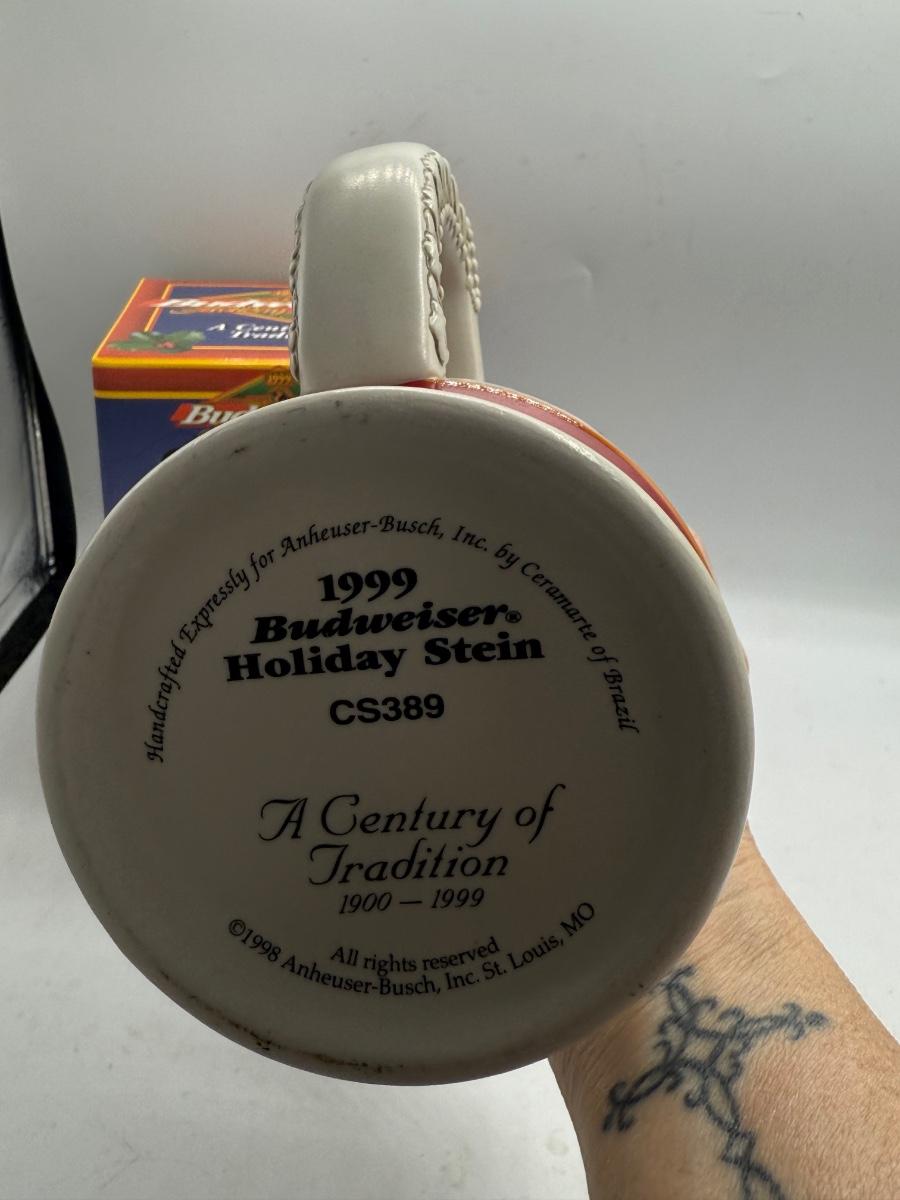 Handcrafted Expressly for Anheuser-Busch, Inc. by Ceramarte of Brazil
1999
Budweiser®
Holiday Stein
CS389
A Century of
Tradition
1900 — 1999
All rights reserved
©1998 Anheuser-Busch, Inc. St. Louis, MO
A